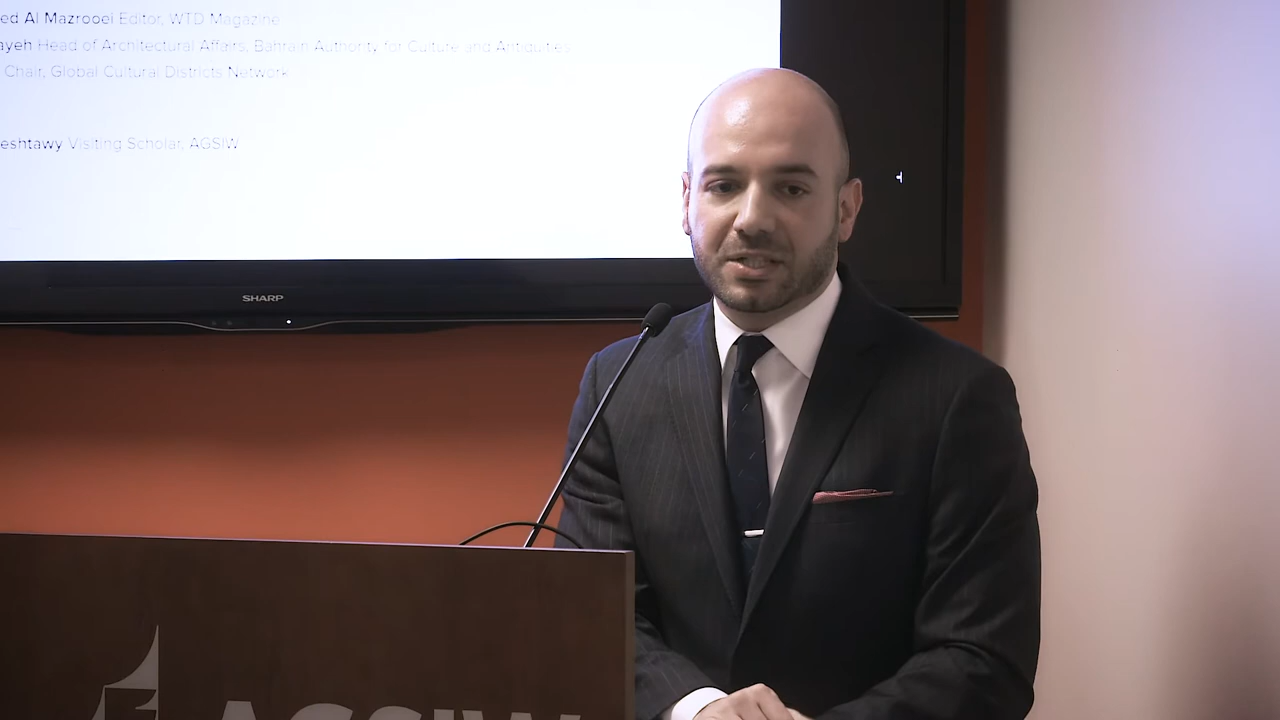 ed Al Mazrooei Editor, WTD Magazine
ayeh Head of Architectural Affairs, Bahrain Authority for Culture and Antiquities
Chair, Global Cultural Districts Network
eshtawy Visiting Scholar, AGSIW
SHARP
AGSIW